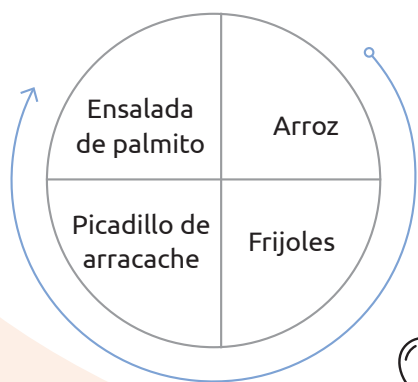 Ensalada
de palmito
Arroz
Picadillo de
arracache
Frijoles